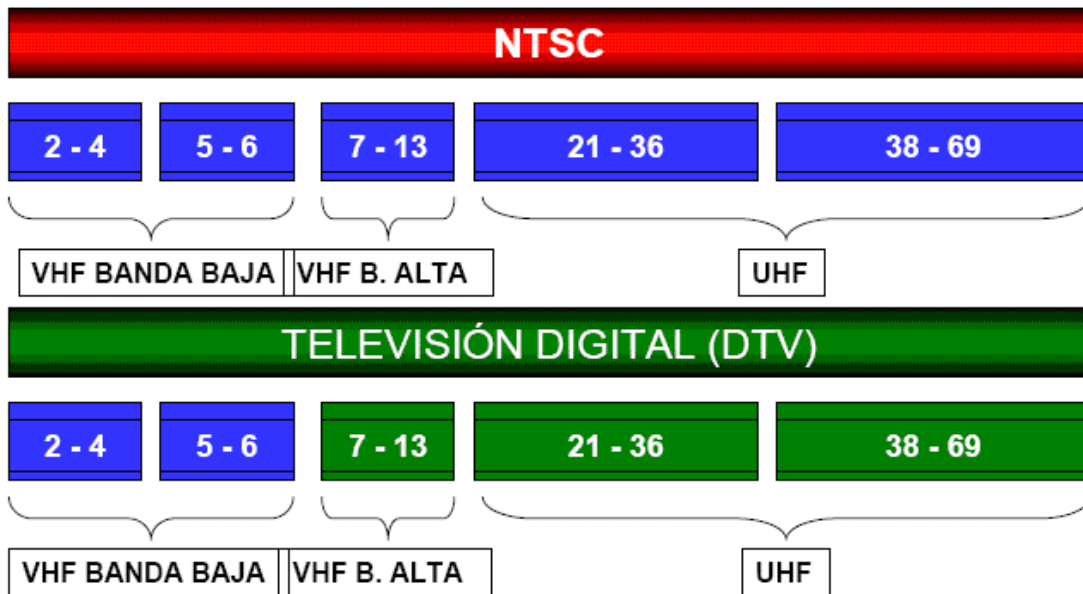 NTSC
2 - 4 5 - 6 7 - 13 21 - 36 38 - 69
VHF BANDA BAJA VHF B. ALTA UHF
TELEVISIÓN DIGITAL (DTV)
2 - 4 5 - 6 7 - 13 21 - 36 38 - 69
VHF BANDA BAJA VHF B. ALTA UHF